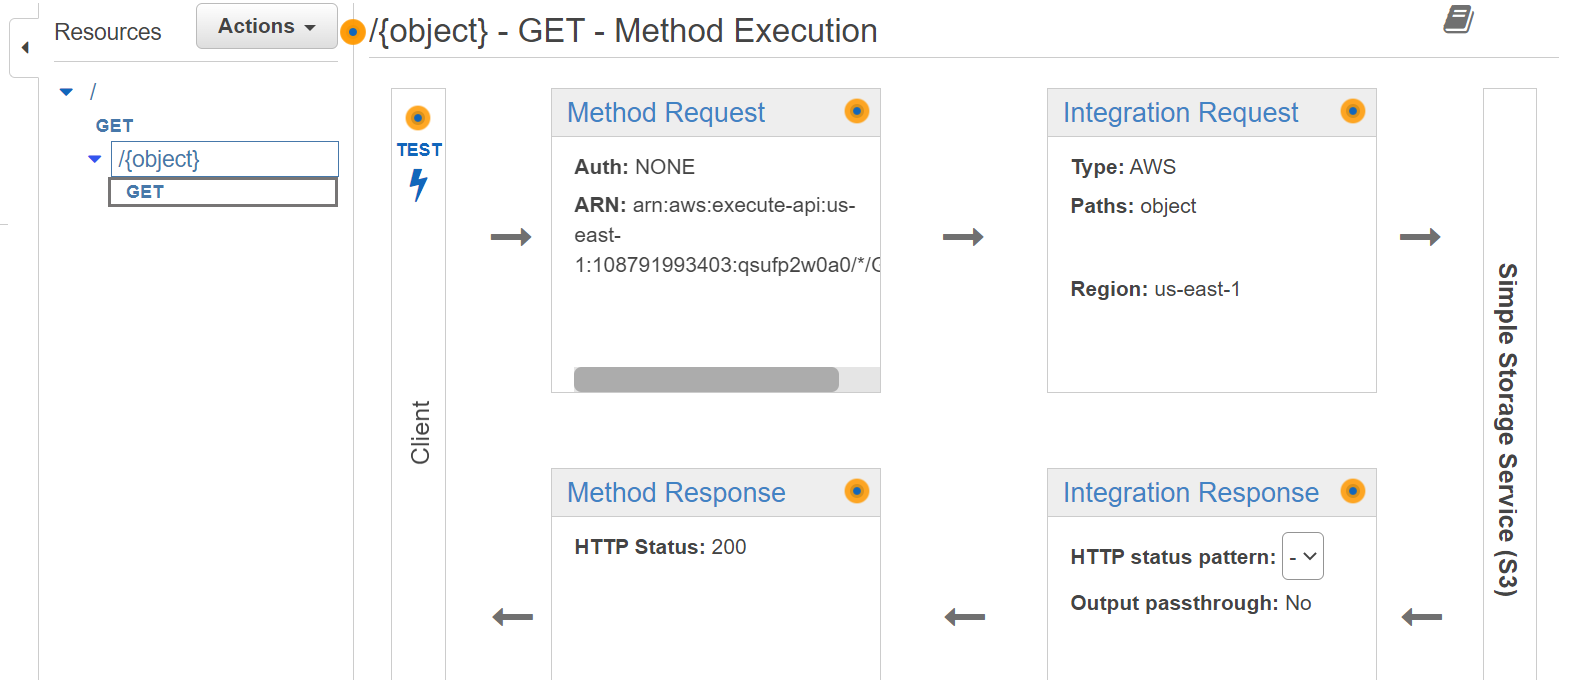 Resources
Actions
/
GET
/{object}
GET
/{object} - GET - Method Execution
TEST
Client
Method Request
Auth: NONE
ARN: arn:aws:execute-api:us-
east-
1:108791993403:qsufp2w0a0/*/G
Integration Request
Type: AWS
Paths: object
Region: us-east-1
Simple Storage Service (S3)
Method Response
HTTP Status: 200
Integration Response
HTTP status pattern: -
Output passthrough: No